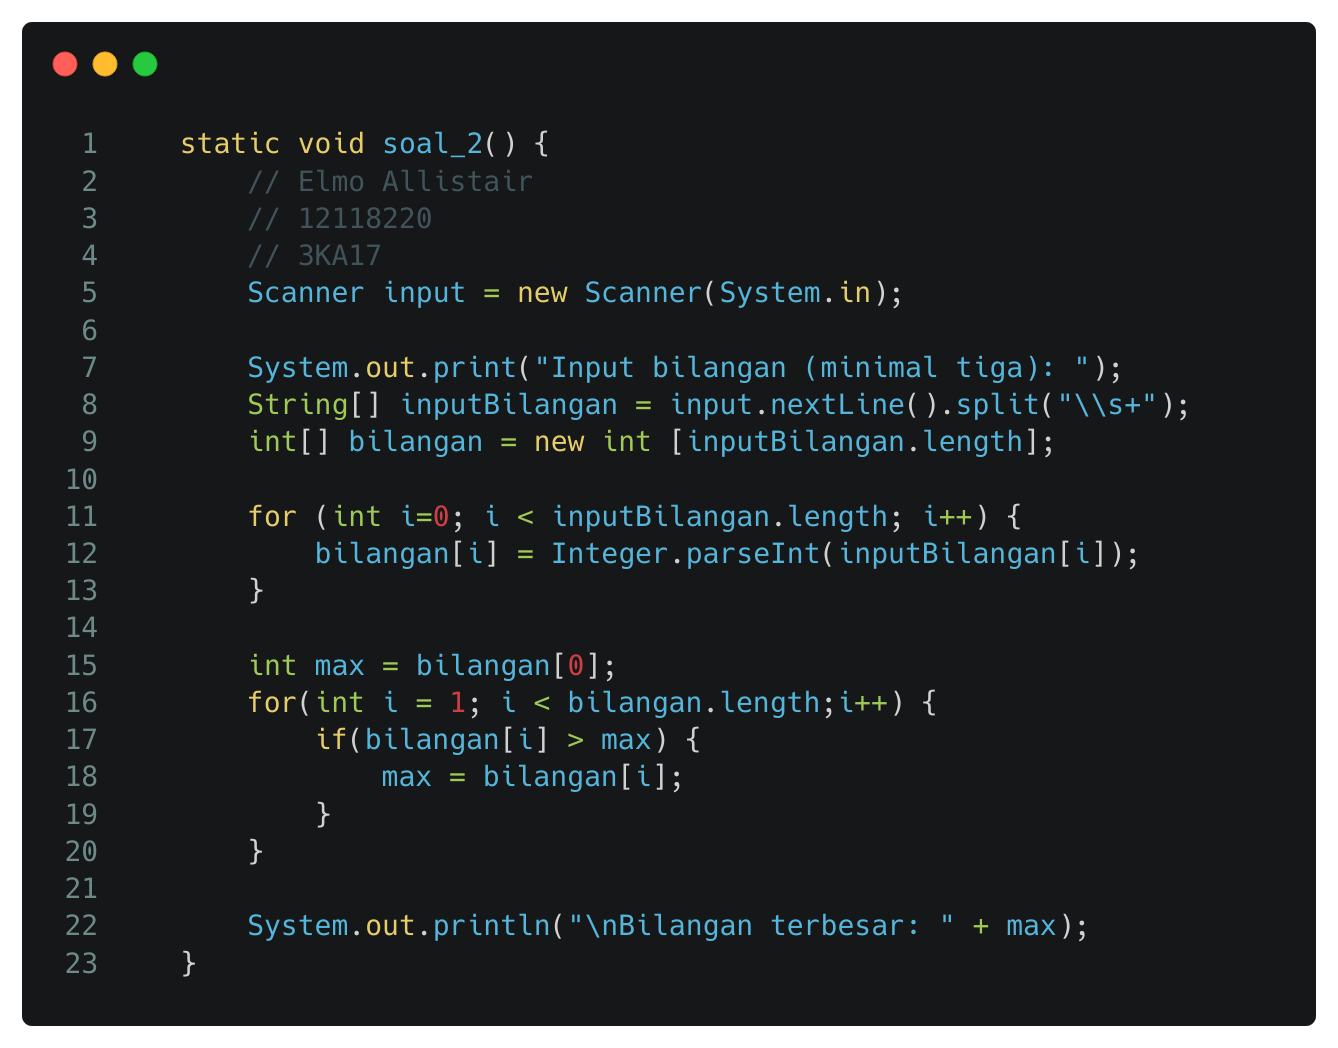 1 static void soal_2() {
2 // Elmo Allistair
3 // 12118220
4 // 3KA17
5 Scanner input = new Scanner(System.in);
6
7 System.out.print("Input bilangan (minimal tiga): ");
8 String[] inputBilangan = input.nextLine().split("\\s+");
9 int[] bilangan = new int [inputBilangan.length];
10
11 for (int i=0; i < inputBilangan.length; i++) {
12 bilangan[i] = Integer.parseInt(inputBilangan[i]);
13 }
14
15 int max = bilangan[0];
16 for(int i = 1; i < bilangan.length;i++) {
17 if(bilangan[i] > max) {
18 max = bilangan[i];
19 }
20 }
21
22 System.out.println("\nBilangan terbesar: " + max);
23 }